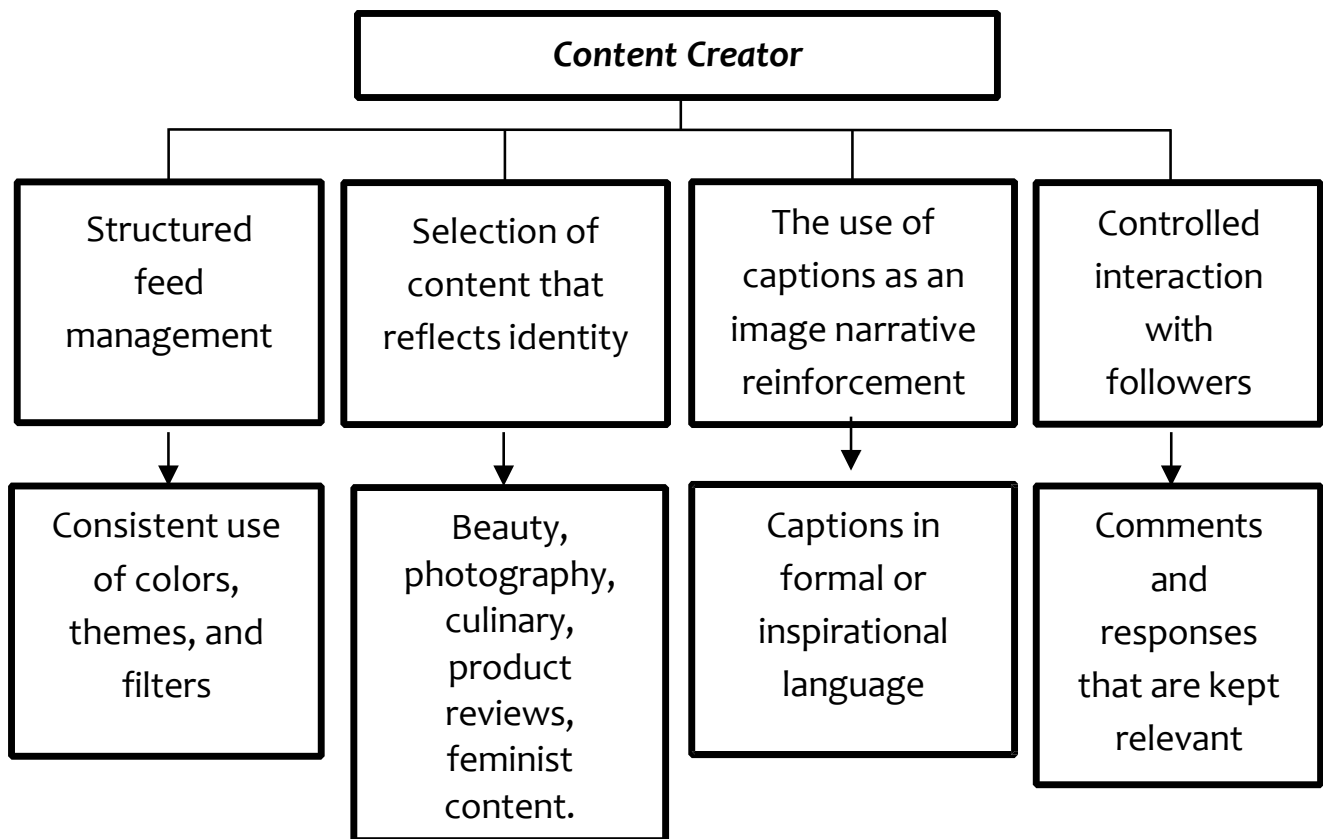 Content Creator
Structured
feed
management
Selection of
content that
reflects identity
The use of
captions as an
image narrative
reinforcement
Controlled
interaction
with
followers
Consistent use
of colors,
themes, and
filters
Beauty,
photography,
culinary,
product
reviews,
feminist
content.
Captions in
formal or
inspirational
language
Comments
and
responses
that are kept
relevant